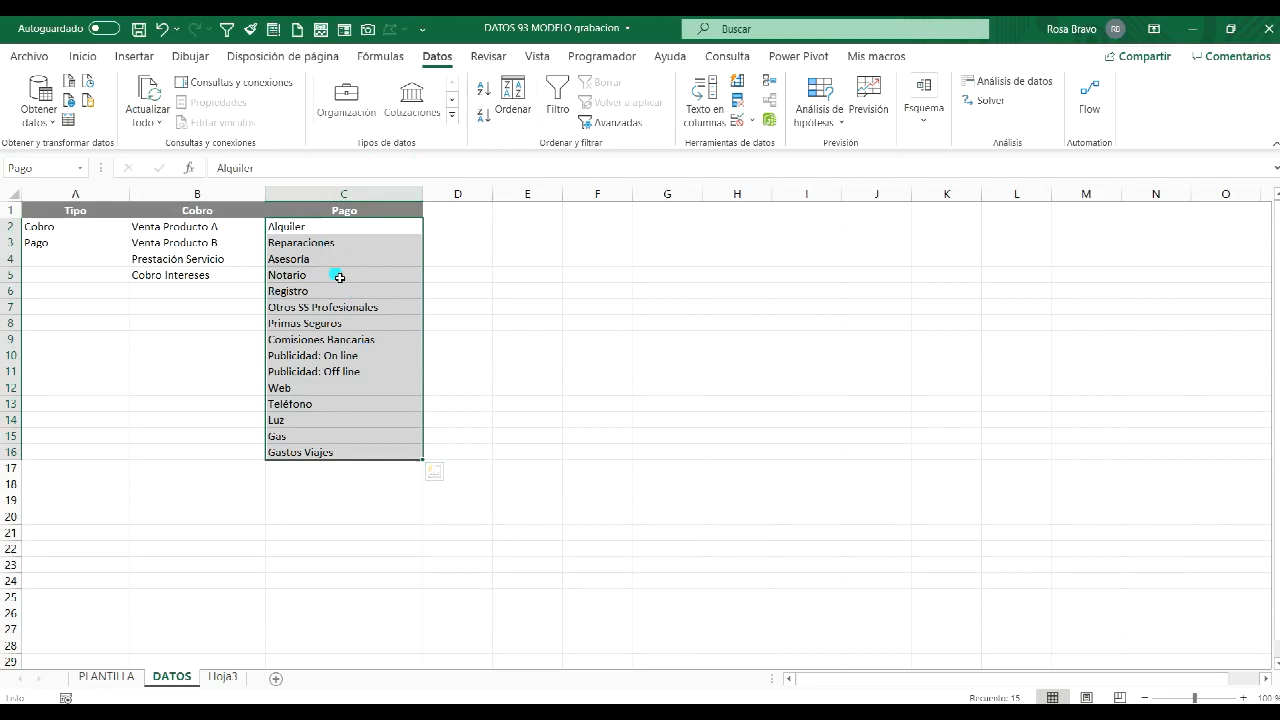 Autoguardado
DATOS 93 MODELO grabacion
Buscar
Rosa Bravo
RB
Archivo Inicio Insertar Dibujar Disposición de página Fórmulas Datos Revisar Vista Programador Ayuda Consulta Power Pivot Mis macros Compartir Comentarios
Obtener datos
Actualizar todo
Consultas y conexiones
Propiedades
Editar vínculos
Organización
Cotizaciones
Ordenar
Filtro
Borrar
Volver a aplicar
Avanzadas
Texto en columnas
Análisis de hipótesis
Previsión
Esquema
Análisis de datos
Solver
Flow
Obtener y transformar datos Consultas y conexiones Tipos de datos Ordenar y filtrar Herramientas de datos Previsión Análisis Automation
Pago fx Alquiler
A B C D E F G H I J K L M N O
1 Tipo Cobro Pago
2 Cobro Venta Producto A Alquiler
3 Pago Venta Producto B Reparaciones
4 Prestación Servicio Asesoría
5 Cobro Intereses Notario
6 Registro
7 Otros SS Profesionales
8 Primas Seguros
9 Comisiones Bancarias
10 Publicidad: On line
11 Publicidad: Off line
12 Web
13 Teléfono
14 Luz
15 Gas
16 Gastos Viajes
17
18
19
20
21
22
23
24
25
26
27
28
29
PLANTILLA DATOS Hoja3
Listo Recuento: 15 100 %